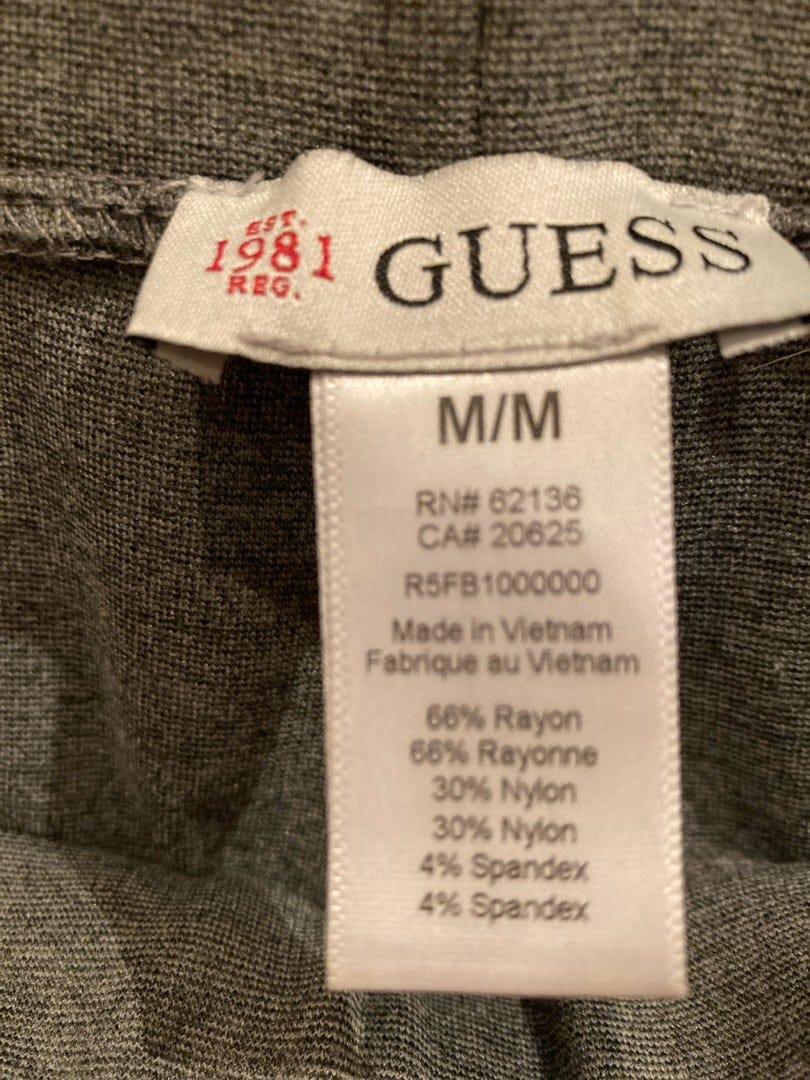 EST.
1981
REG.
GUESS
M/M
RN# 62136
CA# 20625
R5FB1000000
Made in Vietnam
Fabrique au Vietnam
66% Rayon
66% Rayonne
30% Nylon
30% Nylon
4% Spandex
4% Spandex